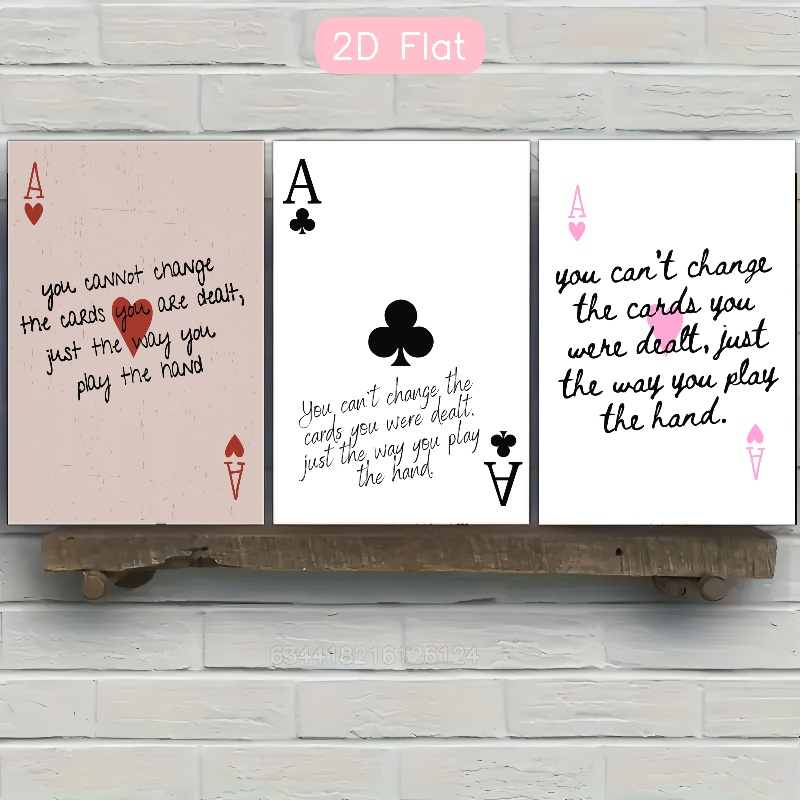 2D Flat
A
you cannot change
the cards you are dealt,
just the way you
play the hand
A
A
You can't change the
cards you were dealt.
just the way you play
the hand.
A
A
you can't change
the cards you
were dealt, just
the way you play
the hand.
A
634418216126124